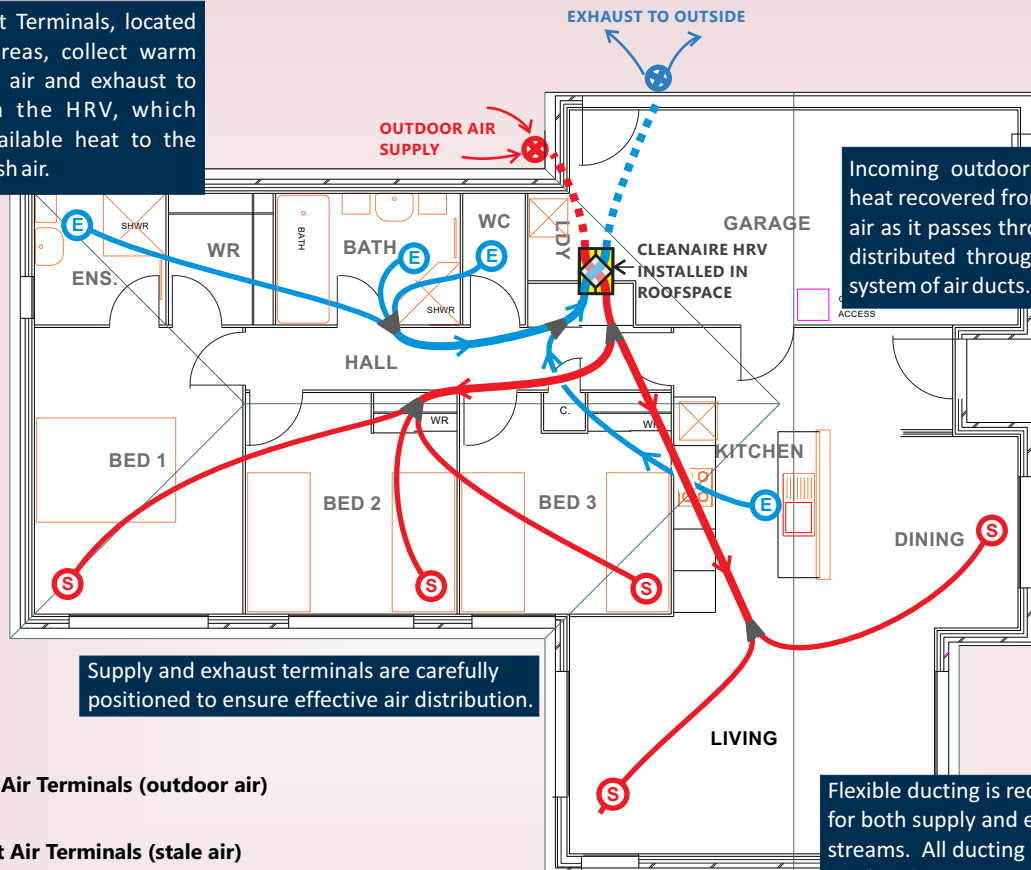 t Terminals, located
reas, collect warm
air and exhaust to
the HRV, which
ailable heat to the
sh air.
EXHAUST TO OUTSIDE
OUTDOOR AIR
SUPPLY
Incoming outdoor
heat recovered fro
air as it passes thro
distributed throug
system of air ducts.
GARAGE
CLEANAIRE HRV
INSTALLED IN
ROOFSPACE
ACCESS
E
SHWR
ENS.
WR
BATH
BATH
E
SHWR
WC
E
LDY
HALL
WR
C.
WR
KITCHEN
E
BED 1
BED 2
BED 3
DINING
S
S
S
S
Supply and exhaust terminals are carefully
positioned to ensure effective air distribution.
LIVING
S
Air Terminals (outdoor air)
t Air Terminals (stale air)
Flexible ducting is re
for both supply and e
streams. All ducting